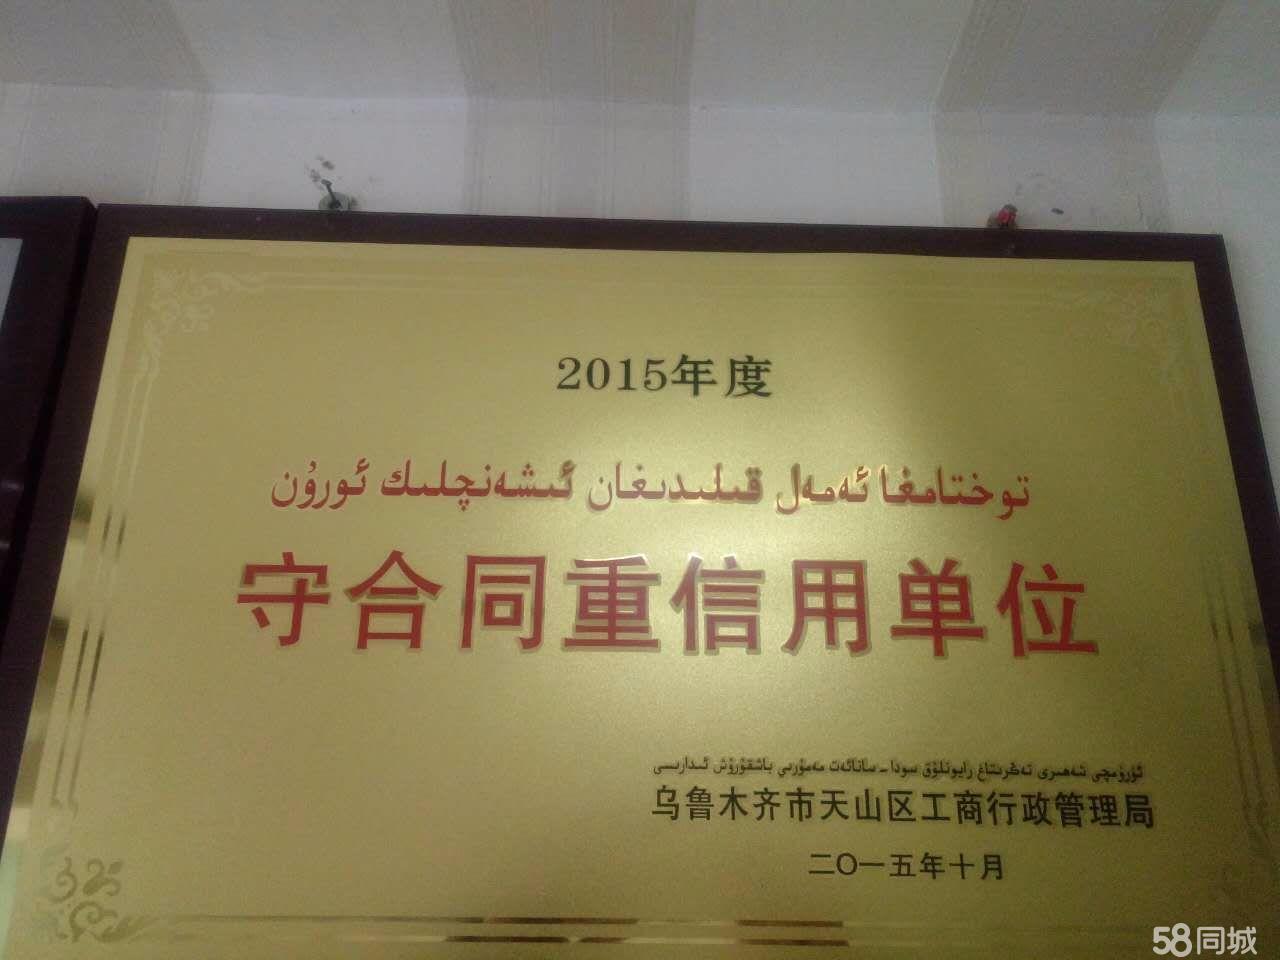 2015年度
توختامغا ئەمەل قىلىدىغان ئىشەنچلىك ئورۇن
守合同重信用单位
ئۈرۈمچى شەھىرى تەڭرىتاغ رايونلۇق سودا - سانائەت مەمۇرىي باشقۇرۇش ئىدارىسى
乌鲁木齐市天山区工商行政管理局
二〇一五年十月
58同城